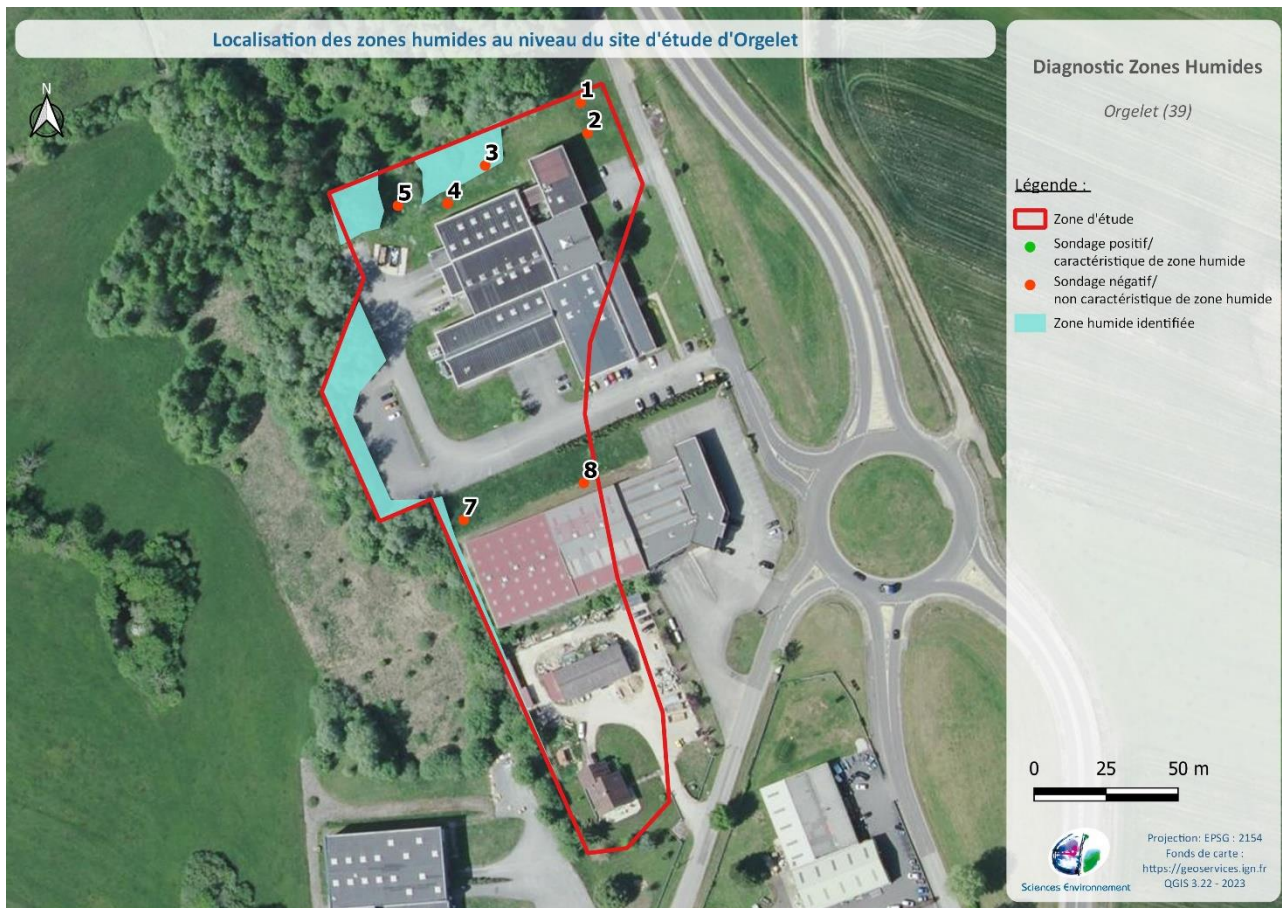 Localisation des zones humides au niveau du site d'étude d'Orgelet
N
1
2
3
4
5
8
7
Diagnostic Zones Humides
Orgelet (39)
Légende :
Zone d'étude
Sondage positif/
caractéristique de zone humide
Sondage négatif/
non caractéristique de zone humide
Zone humide identifiée
0 25 50 m
Sciences Environnement
Projection: EPSG : 2154
Fonds de carte :
https://geoservices.ign.fr
QGIS 3.22 - 2023